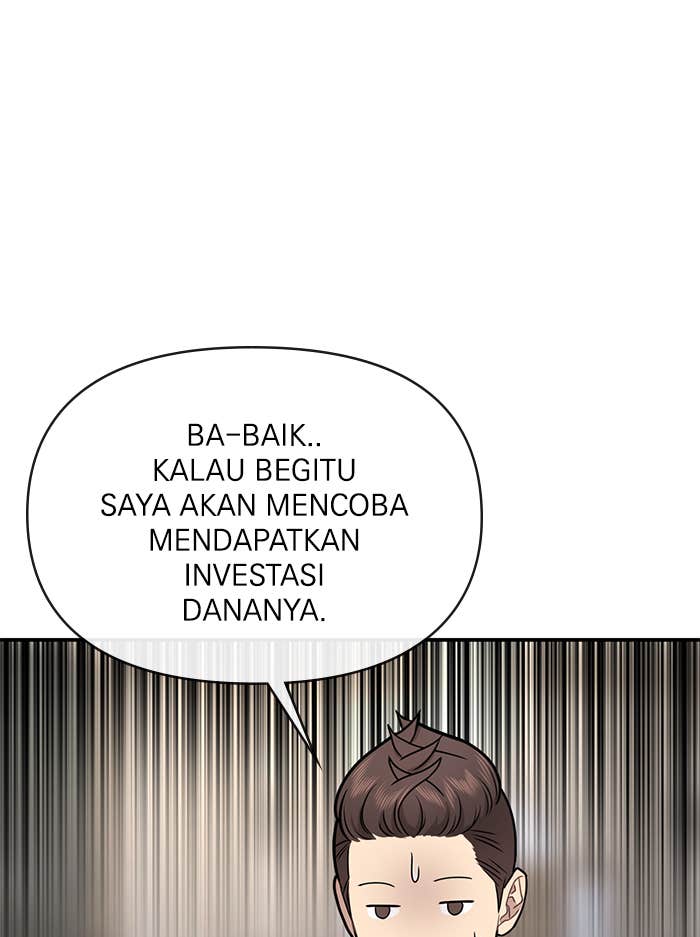 BA-BAIK..
KALAU BEGITU
SAYA AKAN MENCOBA
MENDAPATKAN
INVESTASI
DANANYA.